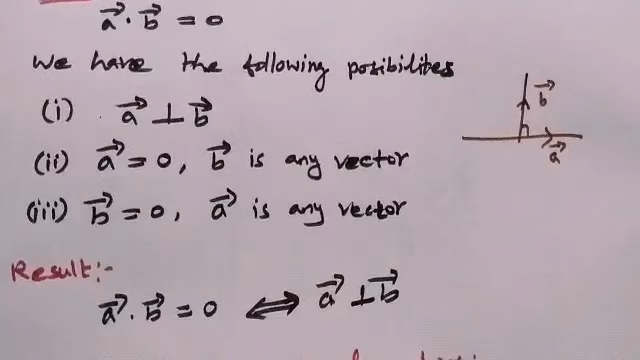 a⃗ · b⃗ = 0
We have the following posibilites
(i) a⃗ ⊥ b⃗
(ii) a⃗ = 0, b⃗ is any vector
(iii) b⃗ = 0, a⃗ is any vector
b⃗
a⃗
Result:-
a⃗ · b⃗ = 0 ⟺ a⃗ ⊥ b⃗